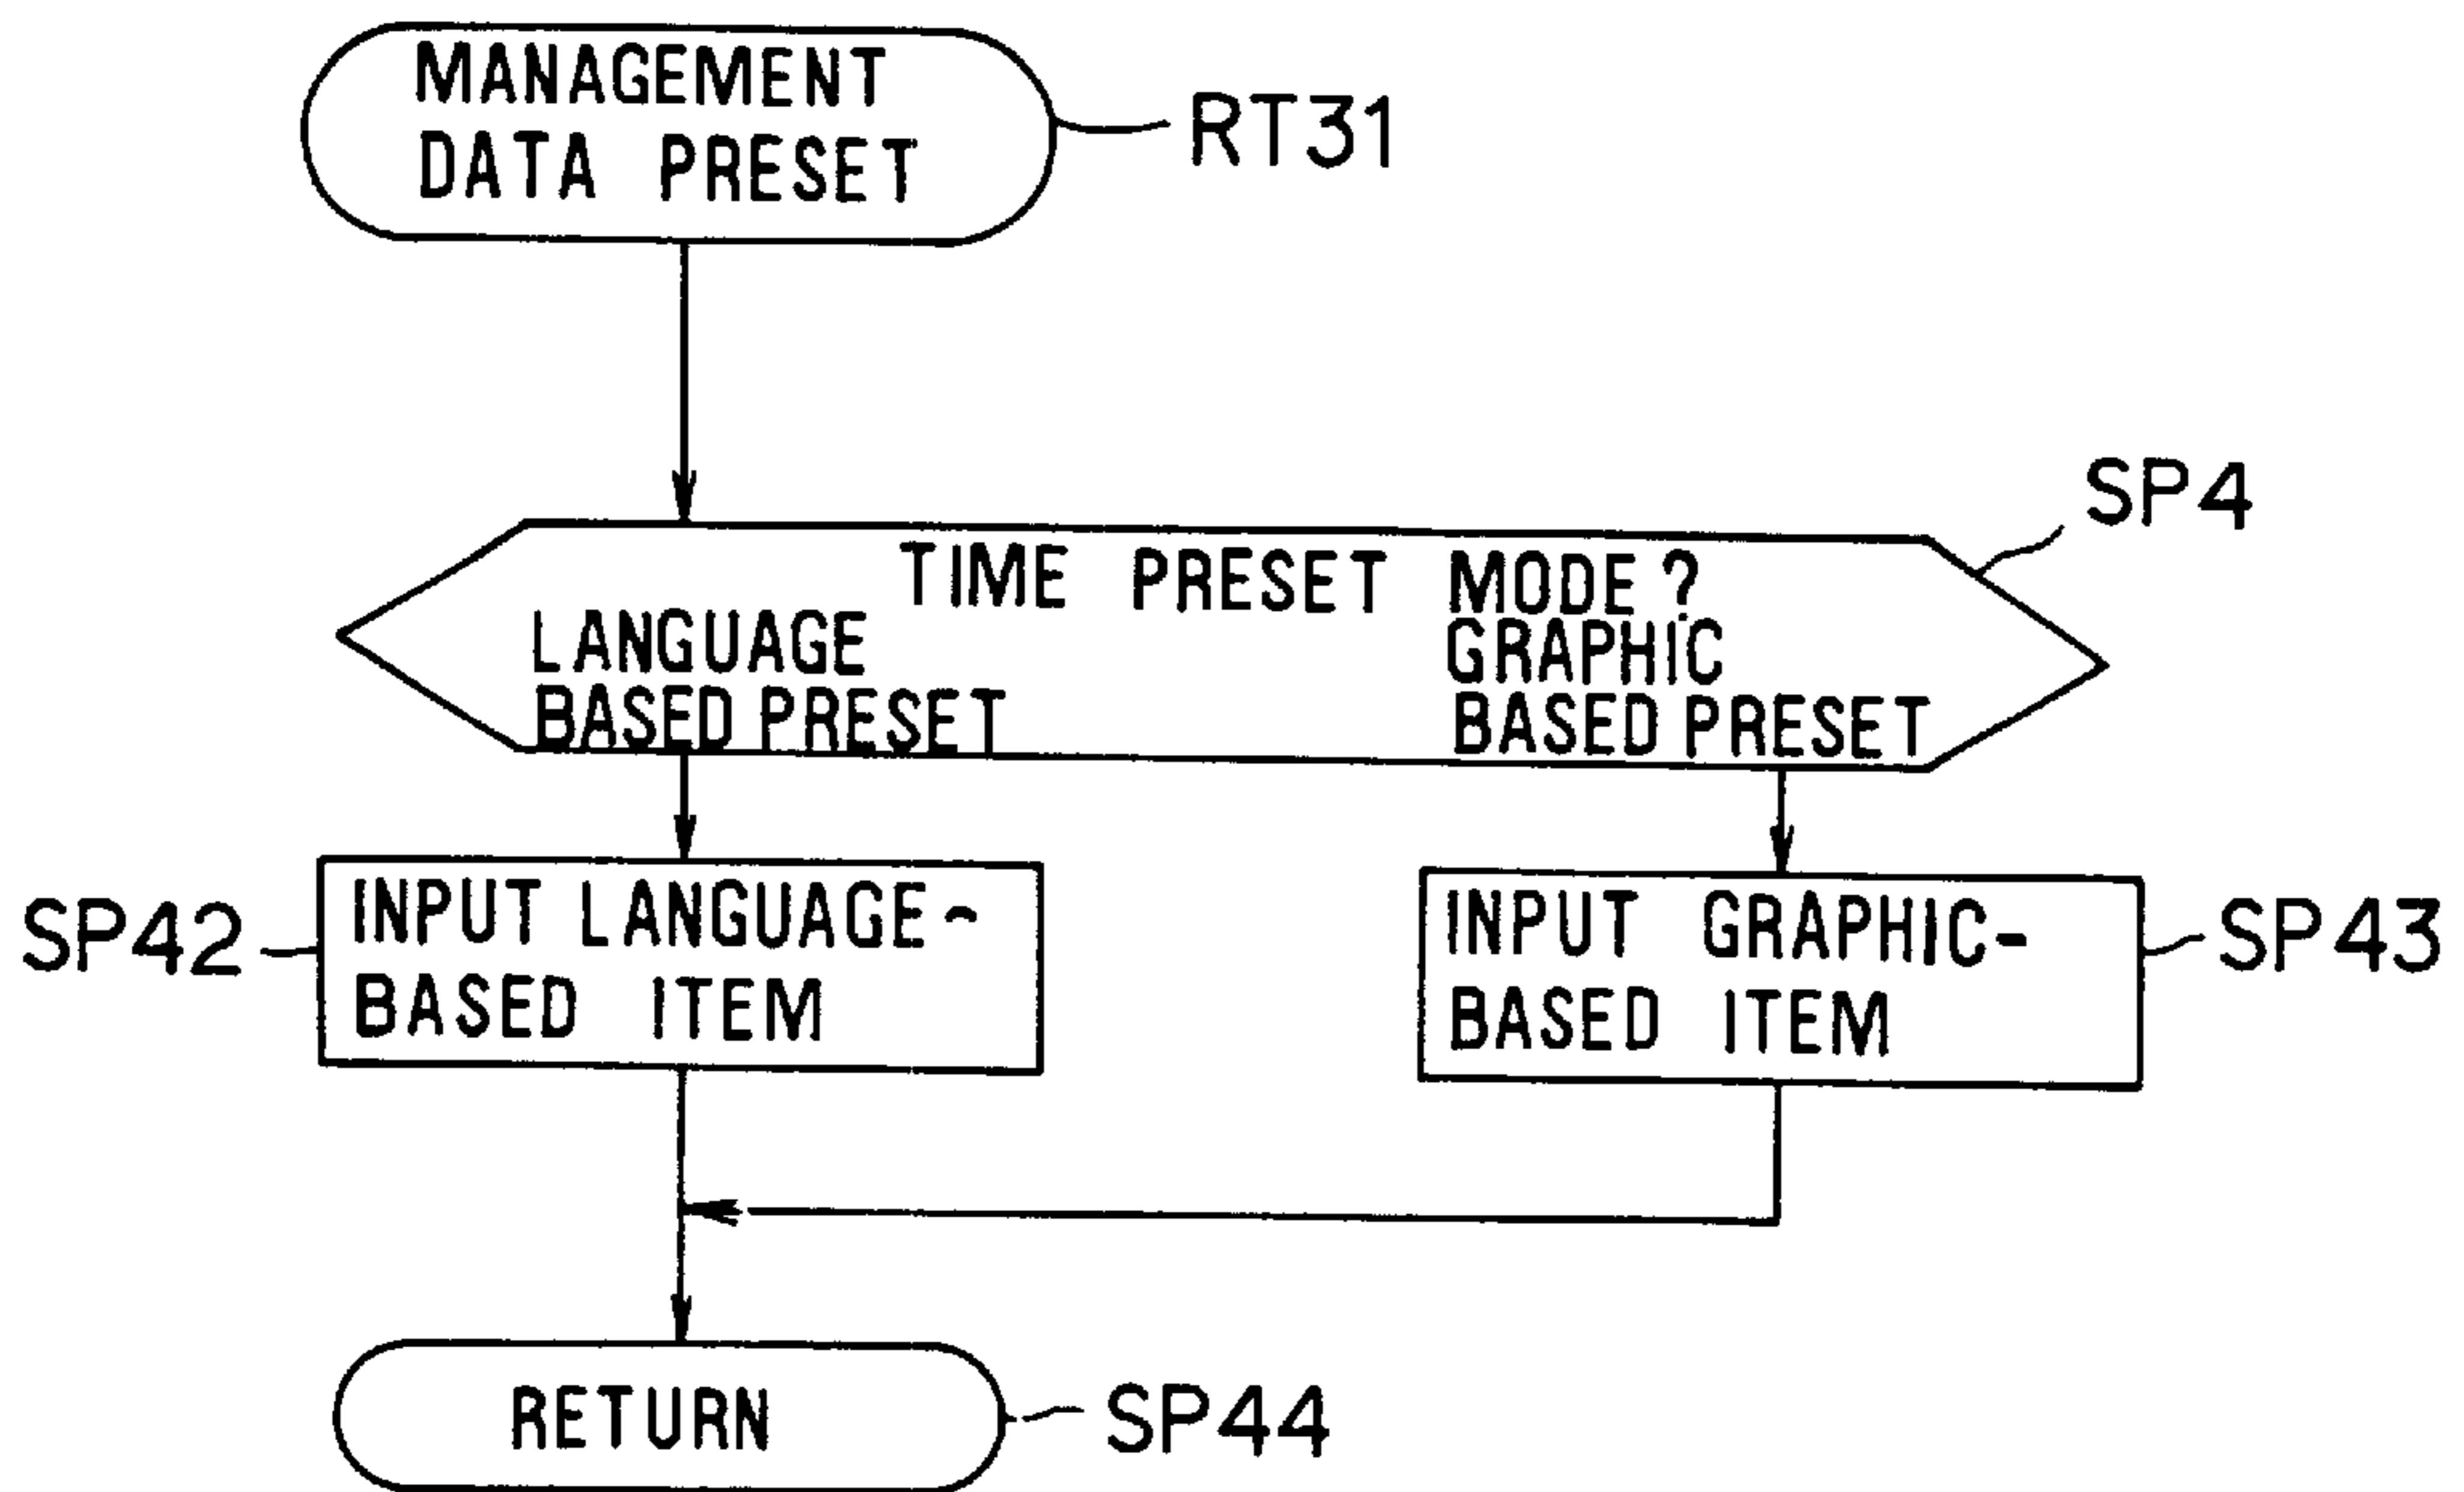 MANAGEMENT
DATA PRESET
RT31
SP4
TIME PRESET MODE?
LANGUAGE
BASED PRESET
GRAPHIC
BASED PRESET
SP42
INPUT LANGUAGE-
BASED ITEM
INPUT GRAPHIC-
BASED ITEM
SP43
RETURN
SP44